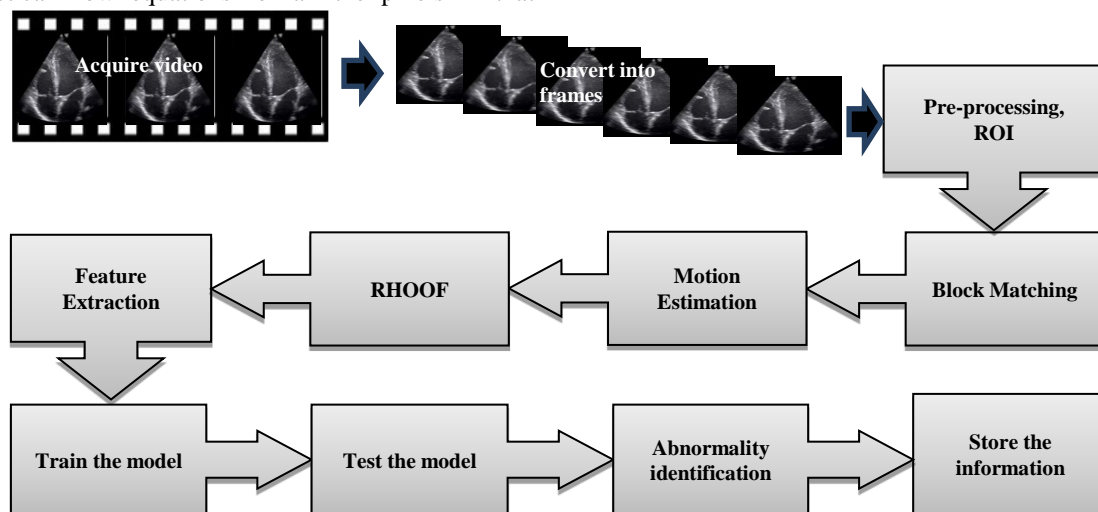 Acquire video
Convert into
frames
Pre-processing,
ROI
Block Matching
Motion
Estimation
RHOOF
Feature
Extraction
Train the model
Test the model
Abnormality
identification
Store the
information